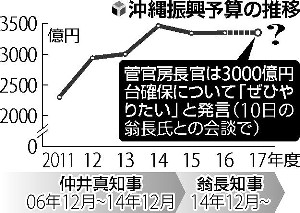 沖縄振興予算の推移
億円
3500
3000
2500
2000
0
?
菅官房長官は3000億円
台確保について「ぜひや
りたい」と発言(10日の
翁長氏との会談で)
2011 12 13 14 15 16 17年度
仲井真知事
06年12月~14年12月
翁長知事
14年12月~